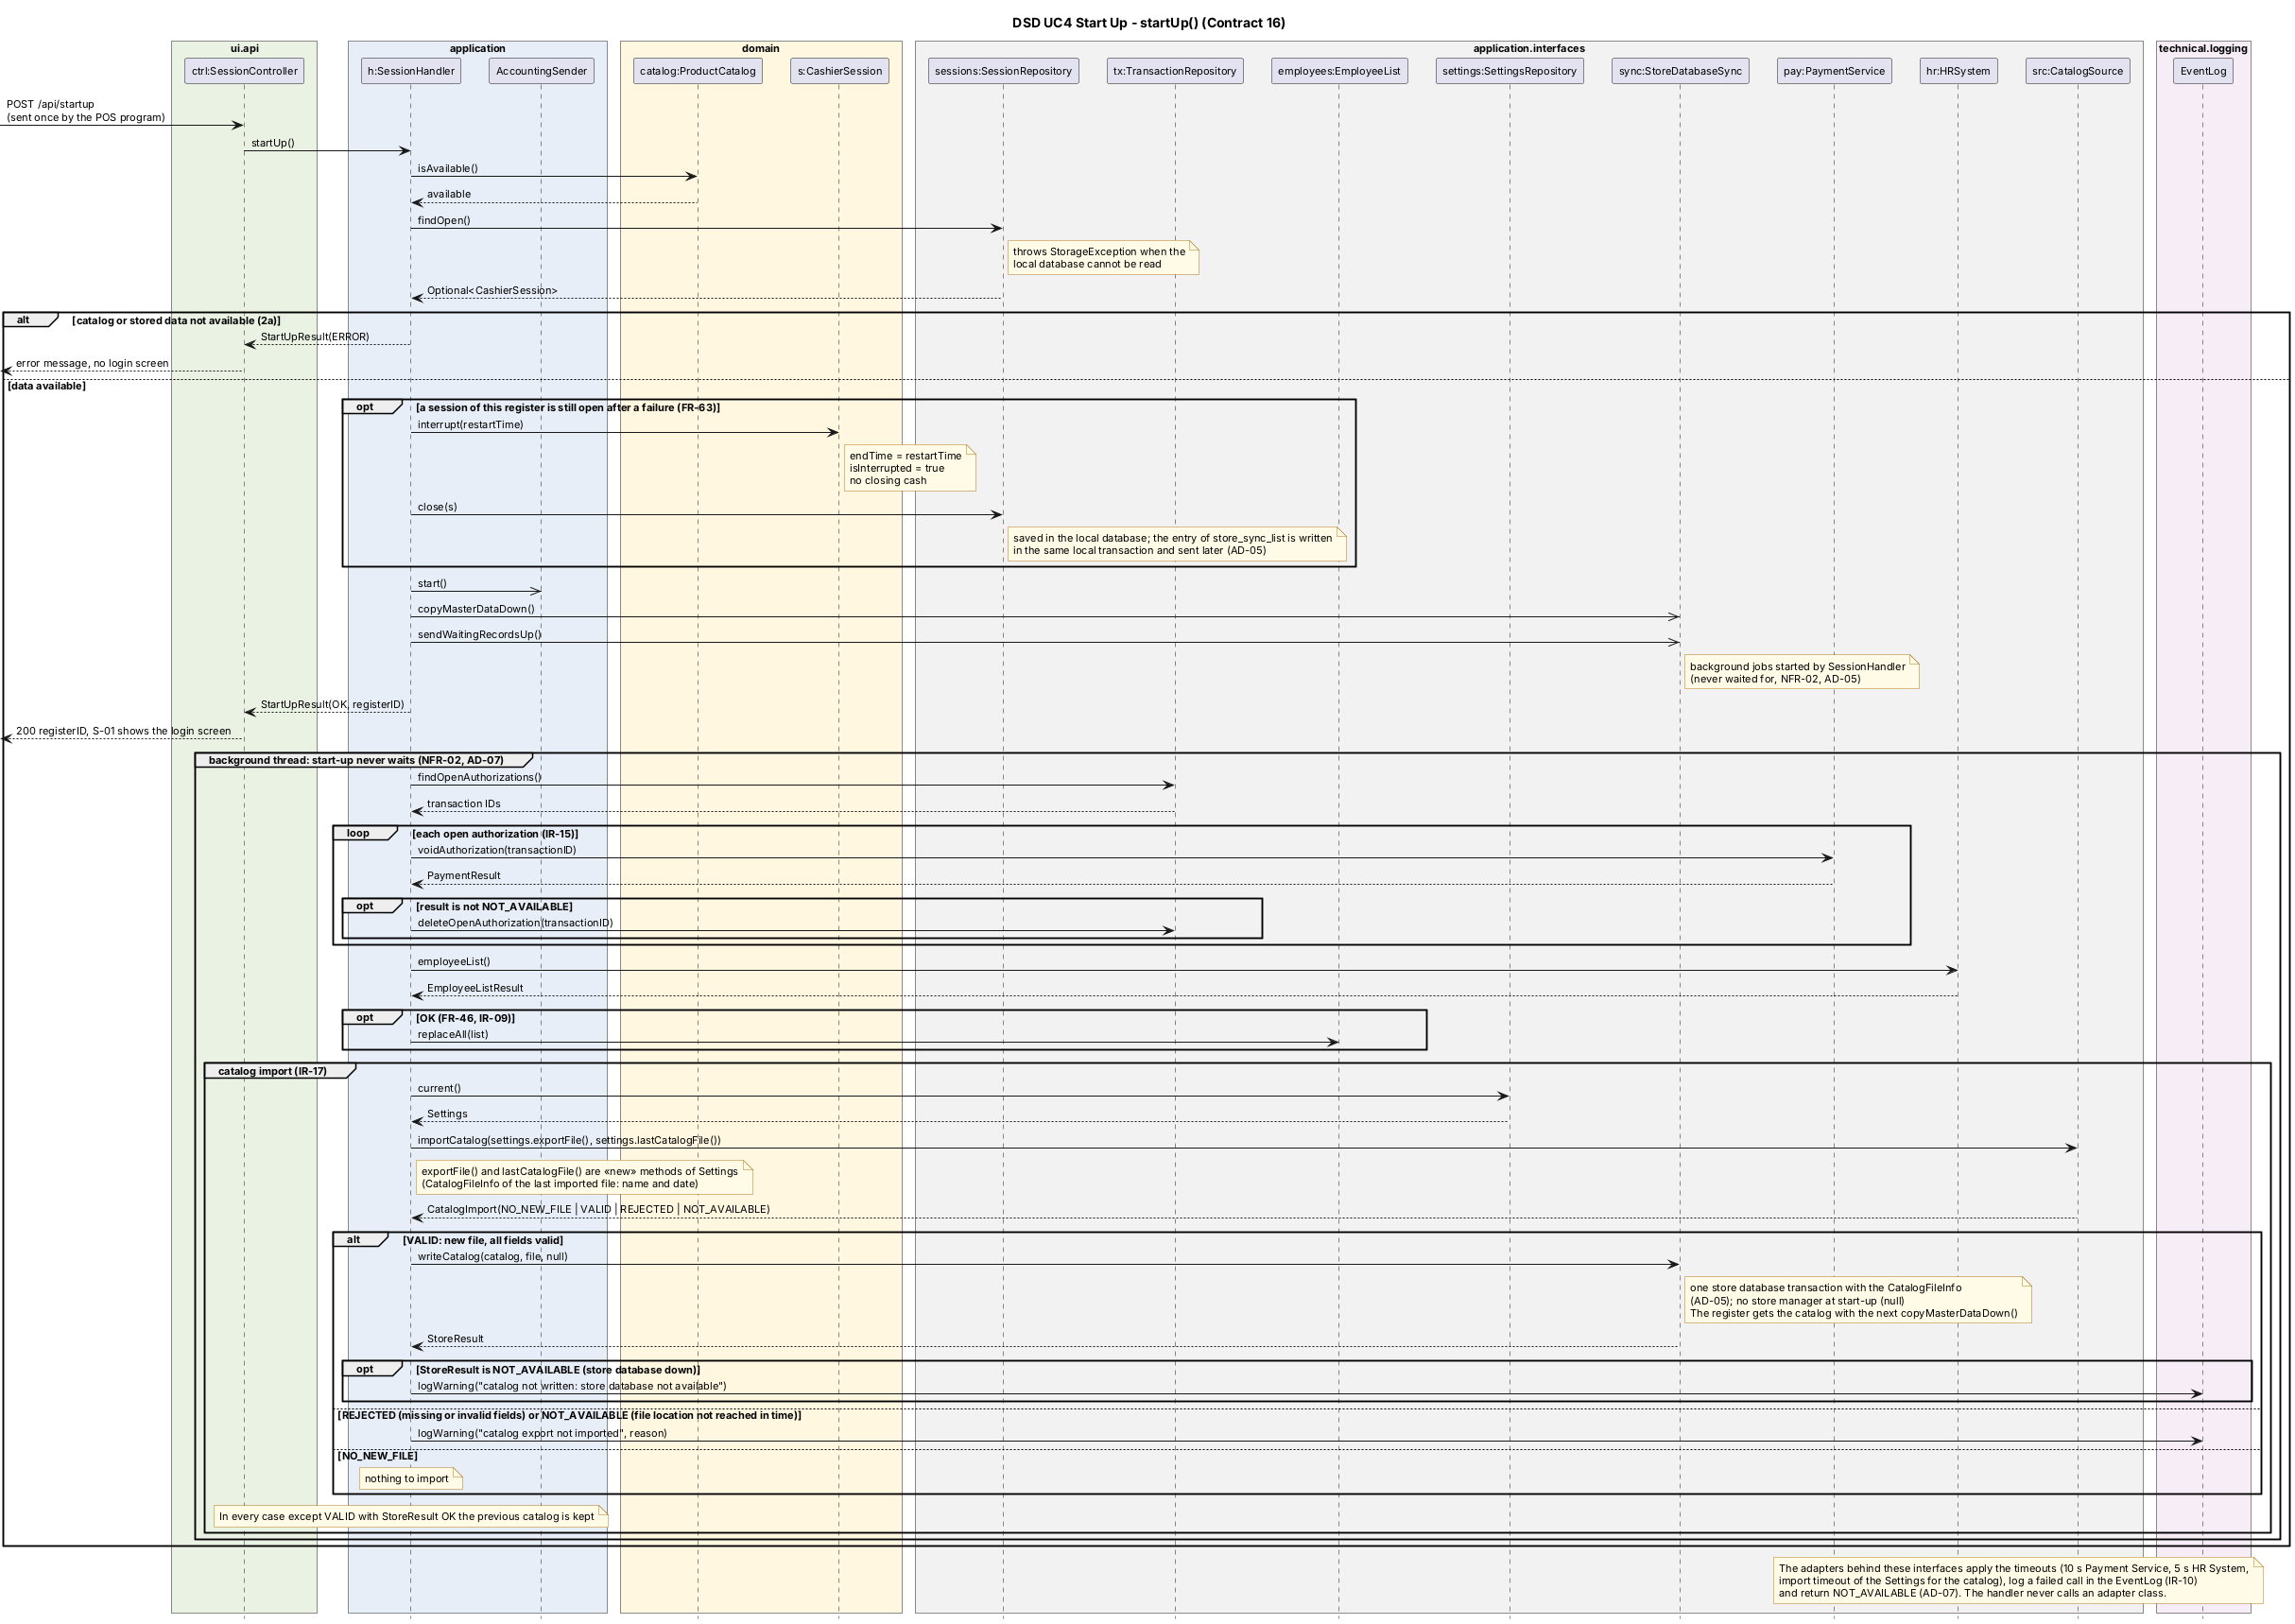 DSD UC4 Start Up - startUp() (Contract 16)
ui.api
application
domain
application.interfaces
technical.logging
ctrl:SessionController
h:SessionHandler
AccountingSender
catalog:ProductCatalog
s:CashierSession
sessions:SessionRepository
tx:TransactionRepository
employees:EmployeeList
settings:SettingsRepository
sync:StoreDatabaseSync
pay:PaymentService
hr:HRSystem
src:CatalogSource
EventLog
POST /api/startup
(sent once by the POS program)
startUp()
isAvailable()
available
findOpen()
throws StorageException when the
local database cannot be read
Optional<CashierSession>
alt [catalog or stored data not available (2a)]
StartUpResult(ERROR)
error message, no login screen
[data available]
opt [a session of this register is still open after a failure (FR-63)]
interrupt(restartTime)
endTime = restartTime
isInterrupted = true
no closing cash
close(s)
saved in the local database; the entry of store_sync_list is written
in the same local transaction and sent later (AD-05)
start()
copyMasterDataDown()
sendWaitingRecordsUp()
background jobs started by SessionHandler
(never waited for, NFR-02, AD-05)
StartUpResult(OK, registerID)
200 registerID, S-01 shows the login screen
background thread: start-up never waits (NFR-02, AD-07)
findOpenAuthorizations()
transaction IDs
loop [each open authorization (IR-15)]
voidAuthorization(transactionID)
PaymentResult
opt [result is not NOT_AVAILABLE]
deleteOpenAuthorization(transactionID)
employeeList()
EmployeeListResult
opt [OK (FR-46, IR-09)]
replaceAll(list)
catalog import (IR-17)
current()
Settings
importCatalog(settings.exportFile(), settings.lastCatalogFile())
exportFile() and lastCatalogFile() are «new» methods of Settings
(CatalogFileInfo of the last imported file: name and date)
CatalogImport(NO_NEW_FILE | VALID | REJECTED | NOT_AVAILABLE)
alt [VALID: new file, all fields valid]
writeCatalog(catalog, file, null)
one store database transaction with the CatalogFileInfo
(AD-05); no store manager at start-up (null)
The register gets the catalog with the next copyMasterDataDown()
StoreResult
opt [StoreResult is NOT_AVAILABLE (store database down)]
logWarning("catalog not written: store database not available")
[REJECTED (missing or invalid fields) or NOT_AVAILABLE (file location not reached in time)]
logWarning("catalog export not imported", reason)
[NO_NEW_FILE]
nothing to import
In every case except VALID with StoreResult OK the previous catalog is kept
The adapters behind these interfaces apply the timeouts (10 s Payment Service, 5 s HR System,
import timeout of the Settings for the catalog), log a failed call in the EventLog (IR-10)
and return NOT_AVAILABLE (AD-07). The handler never calls an adapter class.